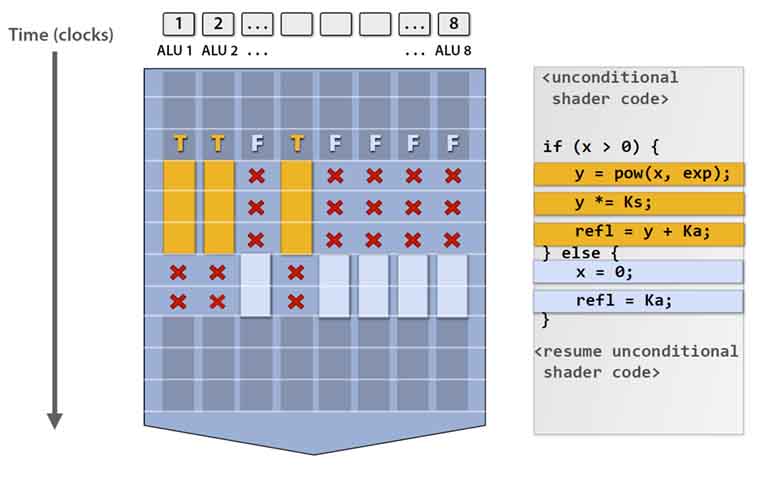 1 2 ... ... 8
Time (clocks)
ALU 1 ALU 2 ... ... ALU 8
T T F T F F F F
<unconditional
shader code>
if (x > 0) {
y = pow(x, exp);
y *= Ks;
refl = y + Ka;
} else {
x = 0;
refl = Ka;
}
<resume unconditional
shader code>